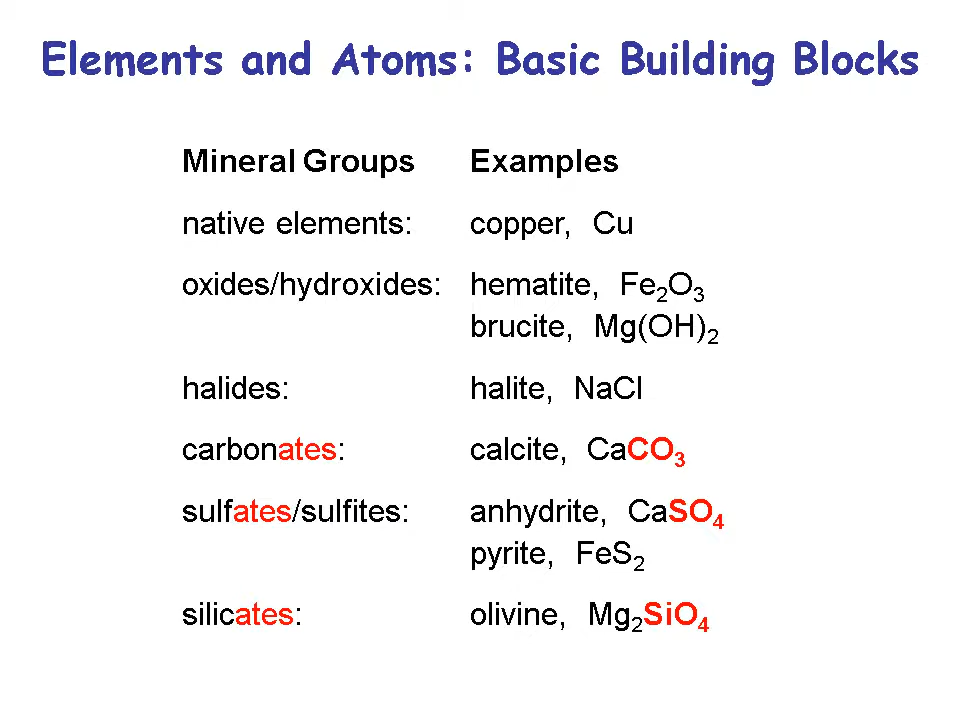 Elements and Atoms: Basic Building Blocks
Mineral Groups Examples
native elements: copper, Cu
oxides/hydroxides: hematite, Fe₂O₃
brucite, Mg(OH)₂
halides: halite, NaCl
carbonates: calcite, CaCO₃
sulfates/sulfites: anhydrite, CaSO₄
pyrite, FeS₂
silicates: olivine, Mg₂SiO₄